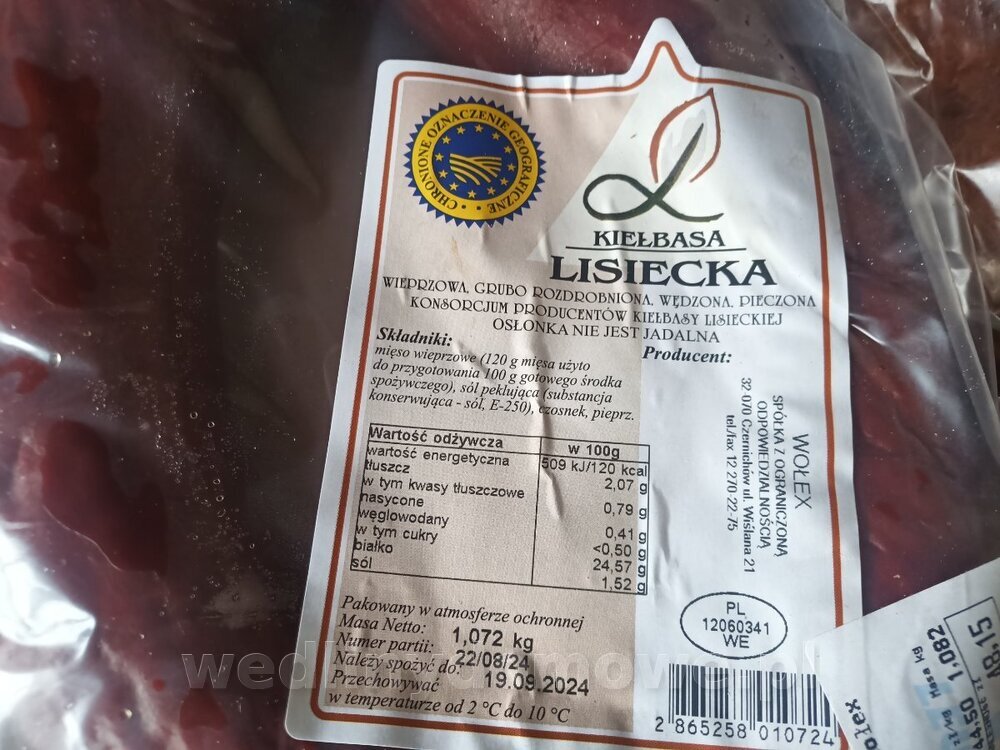 CHRONIONE OZNACZENIE GEOGRAFICZNE
KIEŁBASA
LISIECKA
WIEPRZOWA, GRUBO ROZDROBNIONA, WĘDZONA, PIECZONA
KONSORCJUM PRODUCENTÓW KIEŁBASY LISIECKIEJ
OSŁONKA NIE JEST JADALNA
Składniki:
mięso wieprzowe (120 g mięsa użyto
do przygotowania 100 g gotowego środka
spożywczego), sól peklująca (substancja
konserwująca - sól, E-250), czosnek, pieprz.
Producent:
WOŁEX
SPÓŁKA Z OGRANICZONĄ
ODPOWIEDZIALNOŚCIĄ
32-070 Czernichów ul. Wiślana 21
tel./fax 12 270-22-75
Wartość odżywcza w 100g
wartość energetyczna 509 kJ/120 kcal
tłuszcz 2,07 g
w tym kwasy tłuszczowe
nasycone 0,79 g
węglowodany 0,41 g
w tym cukry <0,50 g
białko 24,57 g
sól 1,52 g
Pakowany w atmosferze ochronnej
Masa Netto: 1,072 kg
Numer partii: 22/08/24
Należy spożyć do: 19.09.2024
Przechowywać
w temperaturze od 2 °C do 10 °C
PL
12060341
WE
2 865258 010724
Masa kg
1,082
44,50
48,15
olex